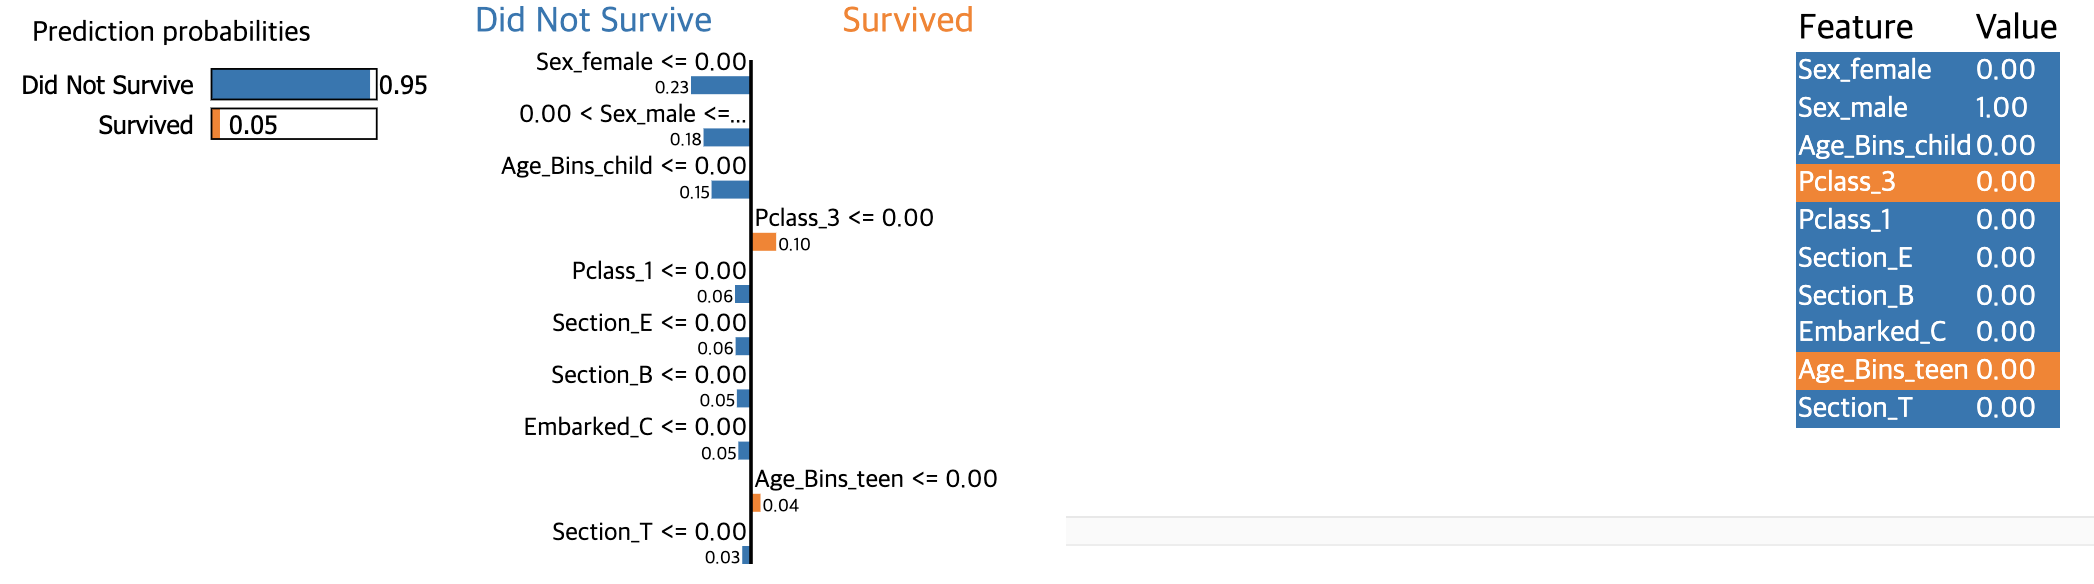 Prediction probabilities
Did Not Survive 0.95
Survived 0.05
Did Not Survive Survived
Sex_female <= 0.00
0.23
0.00 < Sex_male <=...
0.18
Age_Bins_child <= 0.00
0.15
Pclass_3 <= 0.00
0.10
Pclass_1 <= 0.00
0.06
Section_E <= 0.00
0.06
Section_B <= 0.00
0.05
Embarked_C <= 0.00
0.05
Age_Bins_teen <= 0.00
0.04
Section_T <= 0.00
0.03
Feature Value
Sex_female 0.00
Sex_male 1.00
Age_Bins_child 0.00
Pclass_3 0.00
Pclass_1 0.00
Section_E 0.00
Section_B 0.00
Embarked_C 0.00
Age_Bins_teen 0.00
Section_T 0.00